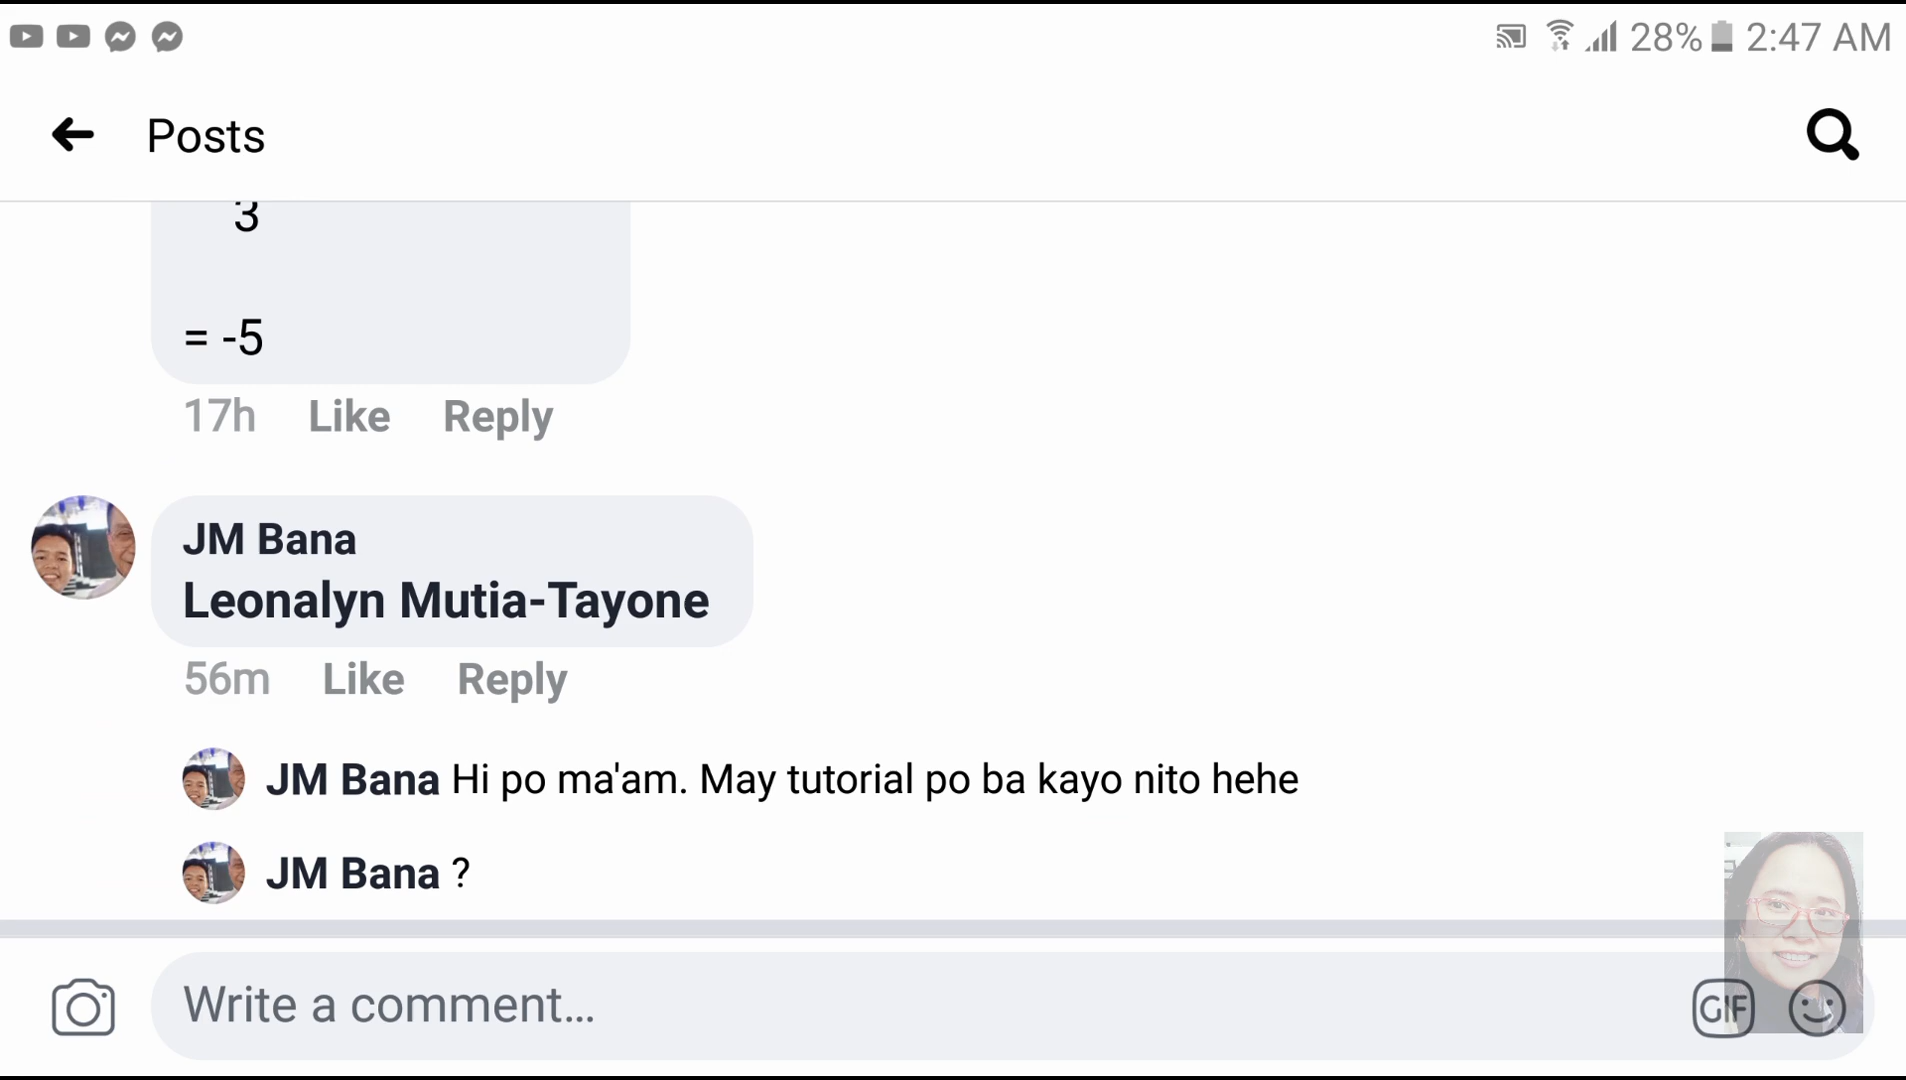 28% 2:47 AM
Posts
3
= -5
17h Like Reply
JM Bana
Leonalyn Mutia-Tayone
56m Like Reply
JM Bana Hi po ma'am. May tutorial po ba kayo nito hehe
JM Bana ?
Write a comment...
GIF